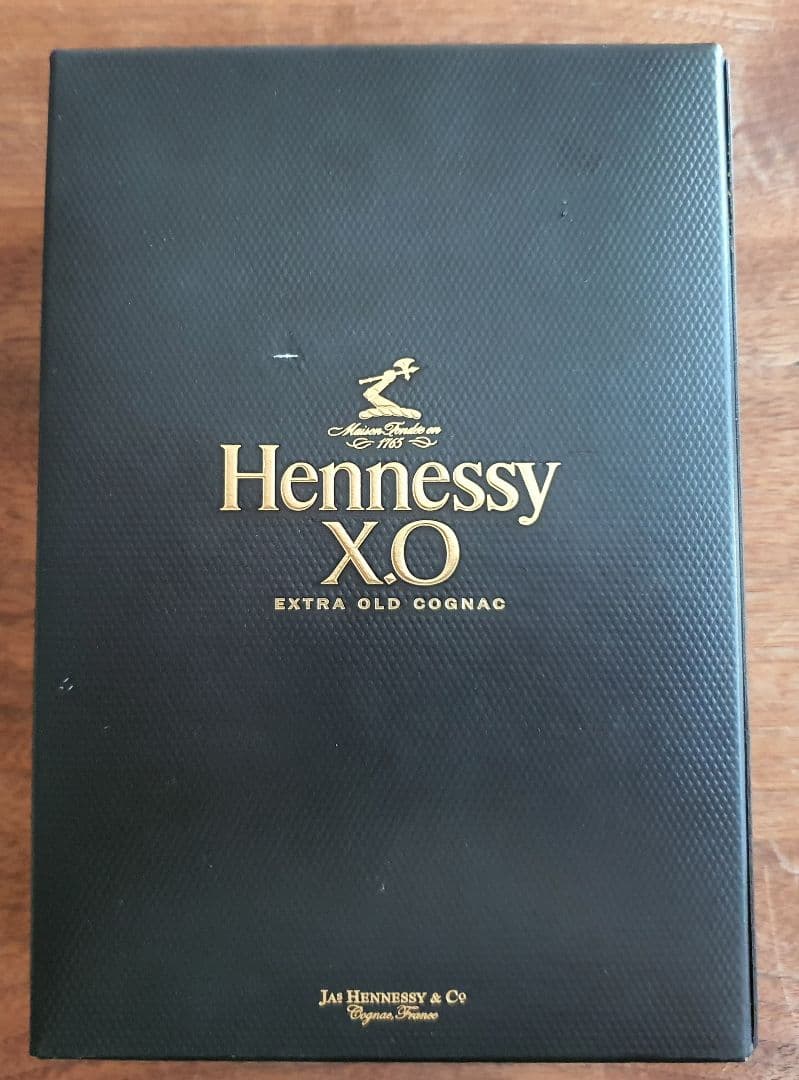 Maison Fondée en
1765
Hennessy
X.O
EXTRA OLD COGNAC
JAS HENNESSY & CO
Cognac, France